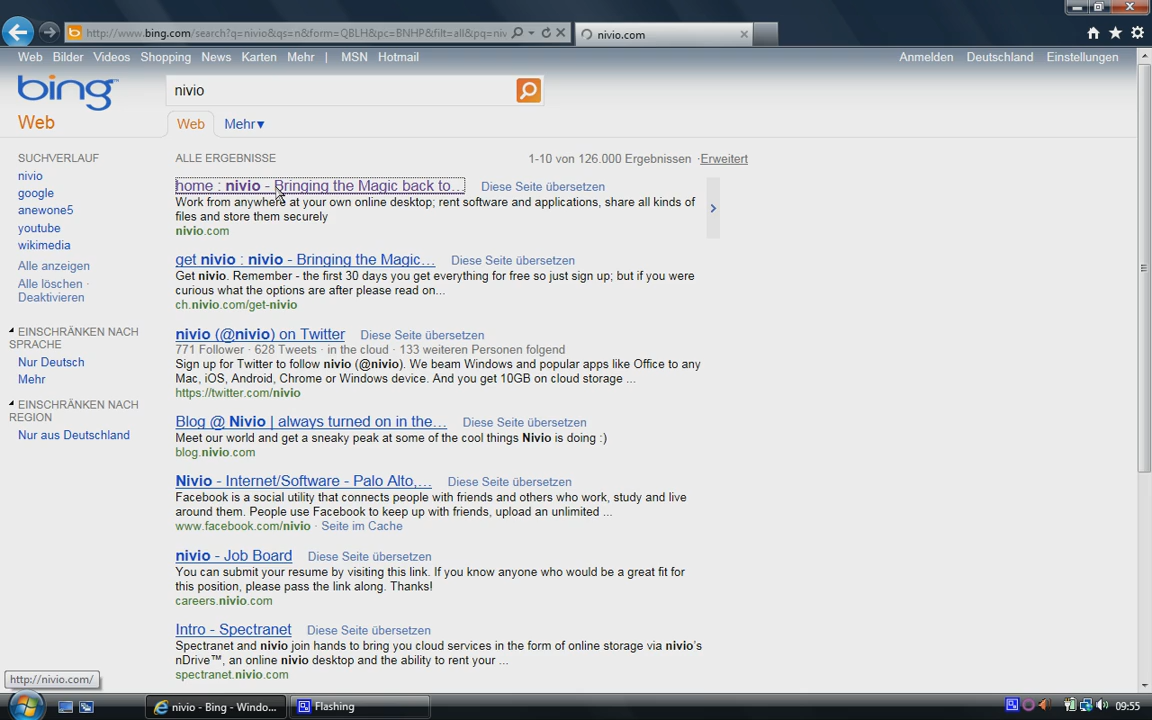 http://www.bing.com/search?q=nivio&qs=n&form=QBLH&pc=BNHP&filt=all&pq=niv
nivio.com
Web Bilder Videos Shopping News Karten Mehr | MSN Hotmail
Anmelden Deutschland Einstellungen
bing
nivio
Web
Web Mehr▾
SUCHVERLAUF
nivio
google
anewone5
youtube
wikimedia
Alle anzeigen
Alle löschen ·
Deaktivieren
EINSCHRÄNKEN NACH
SPRACHE
Nur Deutsch
Mehr
EINSCHRÄNKEN NACH
REGION
Nur aus Deutschland
ALLE ERGEBNISSE
1-10 von 126.000 Ergebnissen · Erweitert
home : nivio - Bringing the Magic back to... Diese Seite übersetzen
Work from anywhere at your own online desktop; rent software and applications, share all kinds of
files and store them securely
nivio.com
get nivio : nivio - Bringing the Magic... Diese Seite übersetzen
Get nivio. Remember - the first 30 days you get everything for free so just sign up; but if you were
curious what the options are after please read on...
ch.nivio.com/get-nivio
nivio (@nivio) on Twitter Diese Seite übersetzen
771 Follower · 628 Tweets · in the cloud · 133 weiteren Personen folgend
Sign up for Twitter to follow nivio (@nivio). We beam Windows and popular apps like Office to any
Mac, iOS, Android, Chrome or Windows device. And you get 10GB on cloud storage ...
https://twitter.com/nivio
Blog @ Nivio | always turned on in the... Diese Seite übersetzen
Meet our world and get a sneaky peak at some of the cool things Nivio is doing :)
blog.nivio.com
Nivio - Internet/Software - Palo Alto,... Diese Seite übersetzen
Facebook is a social utility that connects people with friends and others who work, study and live
around them. People use Facebook to keep up with friends, upload an unlimited ...
www.facebook.com/nivio · Seite im Cache
nivio - Job Board Diese Seite übersetzen
You can submit your resume by visiting this link. If you know anyone who would be a great fit for
this position, please pass the link along. Thanks!
careers.nivio.com
Intro - Spectranet Diese Seite übersetzen
Spectranet and nivio join hands to bring you cloud services in the form of online storage via nivio's
nDrive™, an online nivio desktop and the ability to rent your ...
spectranet.nivio.com
http://nivio.com/
nivio - Bing - Windo...
Flashing
09:55